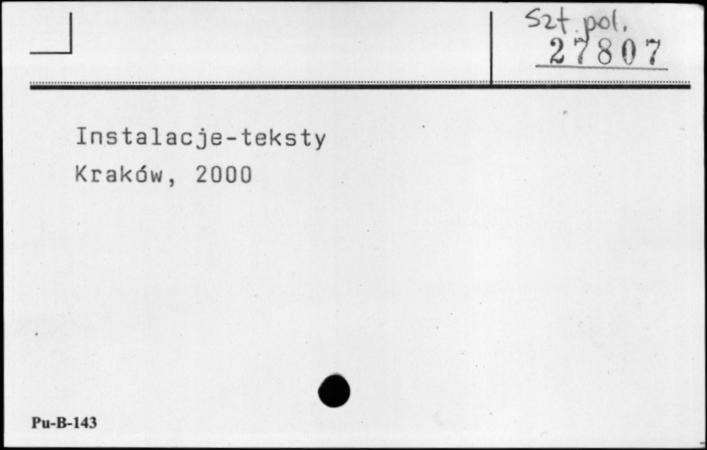 Szt. pol.
27807
Instalacje-teksty
Kraków, 2000
Pu-B-143